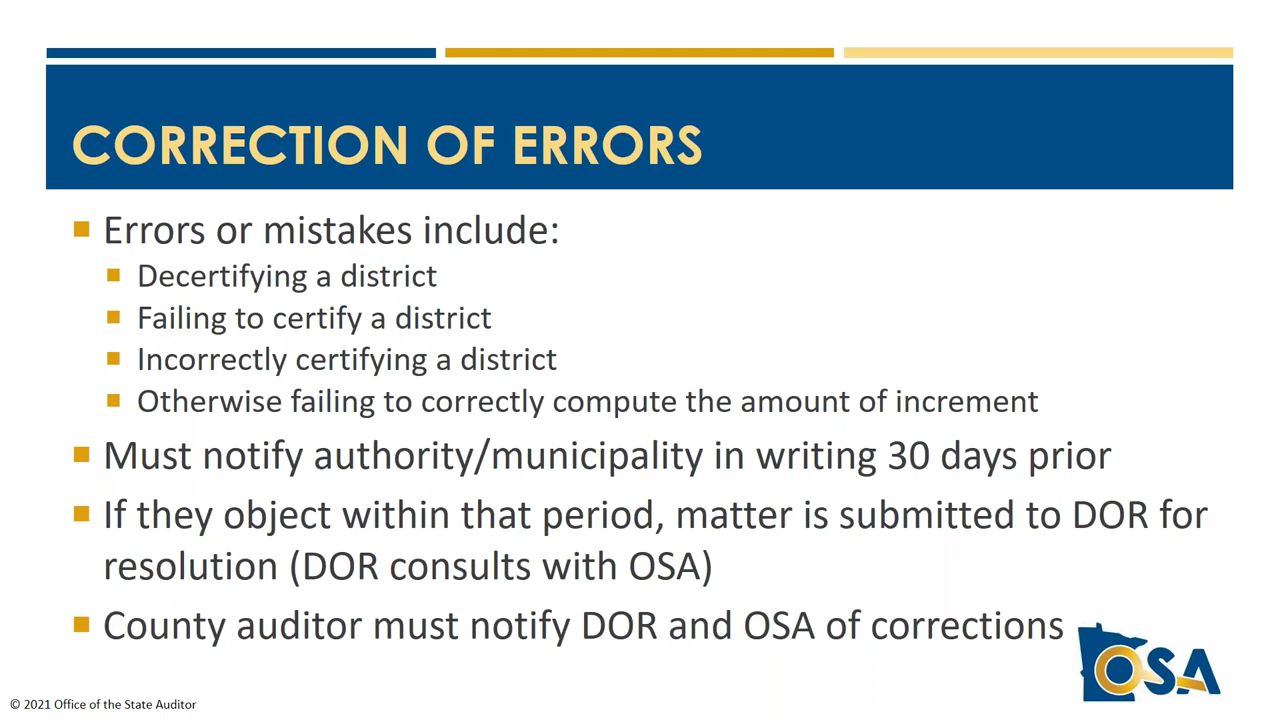 CORRECTION OF ERRORS
Errors or mistakes include:
Decertifying a district
Failing to certify a district
Incorrectly certifying a district
Otherwise failing to correctly compute the amount of increment
Must notify authority/municipality in writing 30 days prior
If they object within that period, matter is submitted to DOR for
resolution (DOR consults with OSA)
County auditor must notify DOR and OSA of corrections
OSA
© 2021 Office of the State Auditor